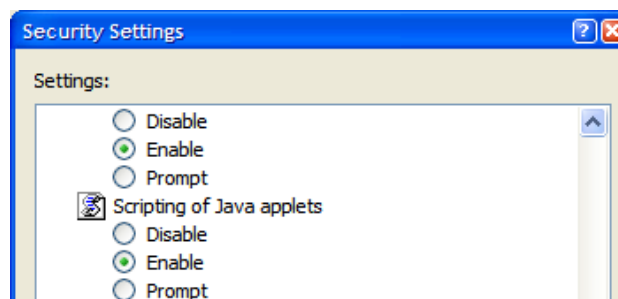 Security Settings
Settings:
Disable
Enable
Prompt
Scripting of Java applets
Disable
Enable
Prompt